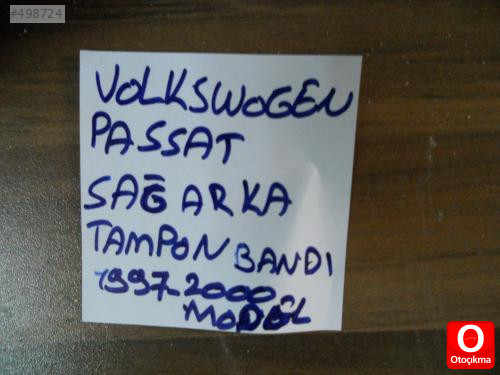 #498724
VOLKSWOGEN
PASSAT
SAĞ ARKA
TAMPON BANDI
1997-2000
MODEL
O
Otoçıkma